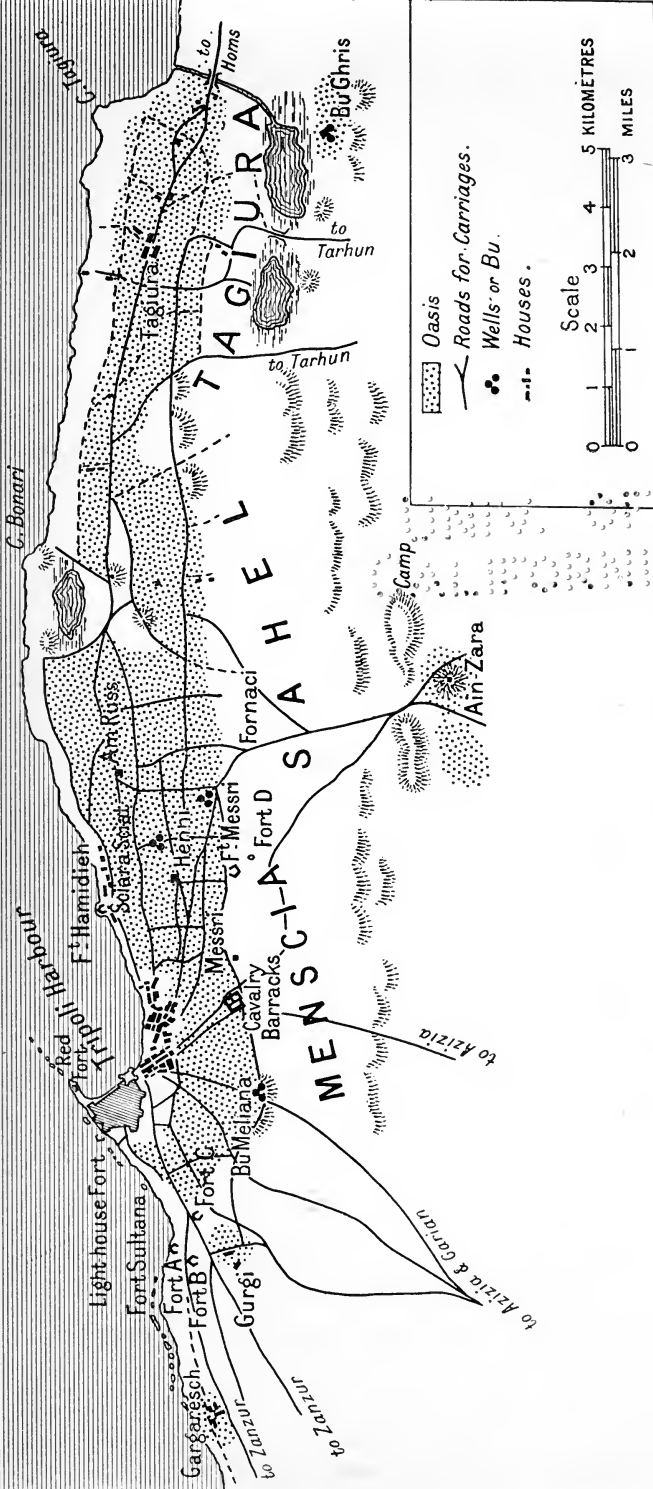 C. Tagiura
to
Homs
C. Bonari
Tagiura
Bu Ghris
to
Tarhun
to Tarhun
TAGIURA
SAHEL
MENSCIA
Am Russ
Fornaci
Camp
Ain-Zara
Ft. Hamidieh
Solara Sciat
Henni
Ft. Messri
Fort D
Messri
Cavalry
Barracks
to Azizia
Tripoli Harbour
Red
Fort
Light house Fort
Fort Sultana
Fort A
Fort B
Fort C
Bu Meliana
Gurgi
Gargaresch
to Zanzur
to Zanzur
to Azizia & Garian
Oasis
Roads for Carriages.
Wells or Bu.
Houses.
Scale
0 1 2 3 4 5 KILOMÈTRES
0 1 2 3 MILES